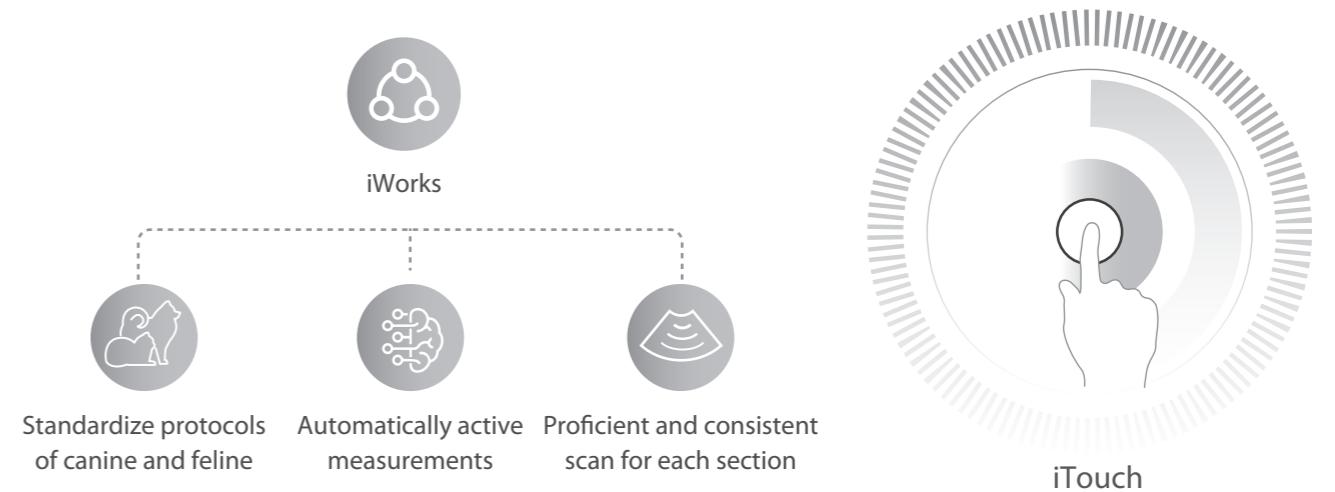 iWorks
Standardize protocols
of canine and feline
Automatically active
measurements
Proficient and consistent
scan for each section
iTouch